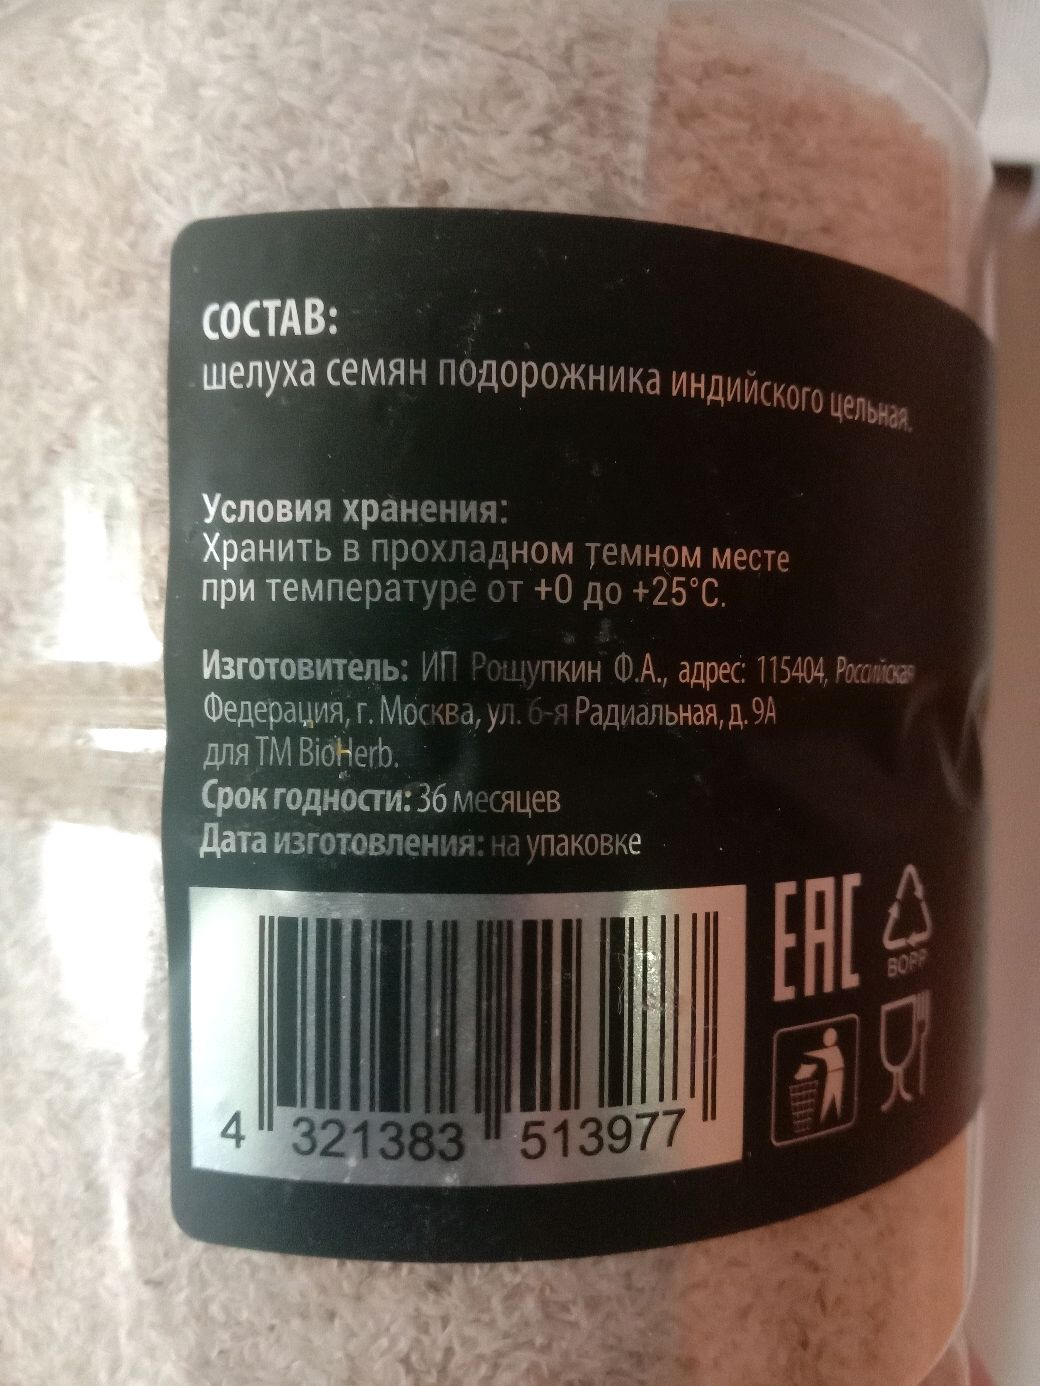 СОСТАВ:
шелуха семян подорожника индийского цельная.
Условия хранения:
Хранить в прохладном темном месте
при температуре от +0 до +25°С.
Изготовитель: ИП Рощупкин Ф.А., адрес: 115404, Российская
Федерация, г. Москва, ул. 6-я Радиальная, д. 9А
для ТМ BioHerb.
Срок годности: 36 месяцев
Дата изготовления: на упаковке
EAC
BOPP
4 321383 513977